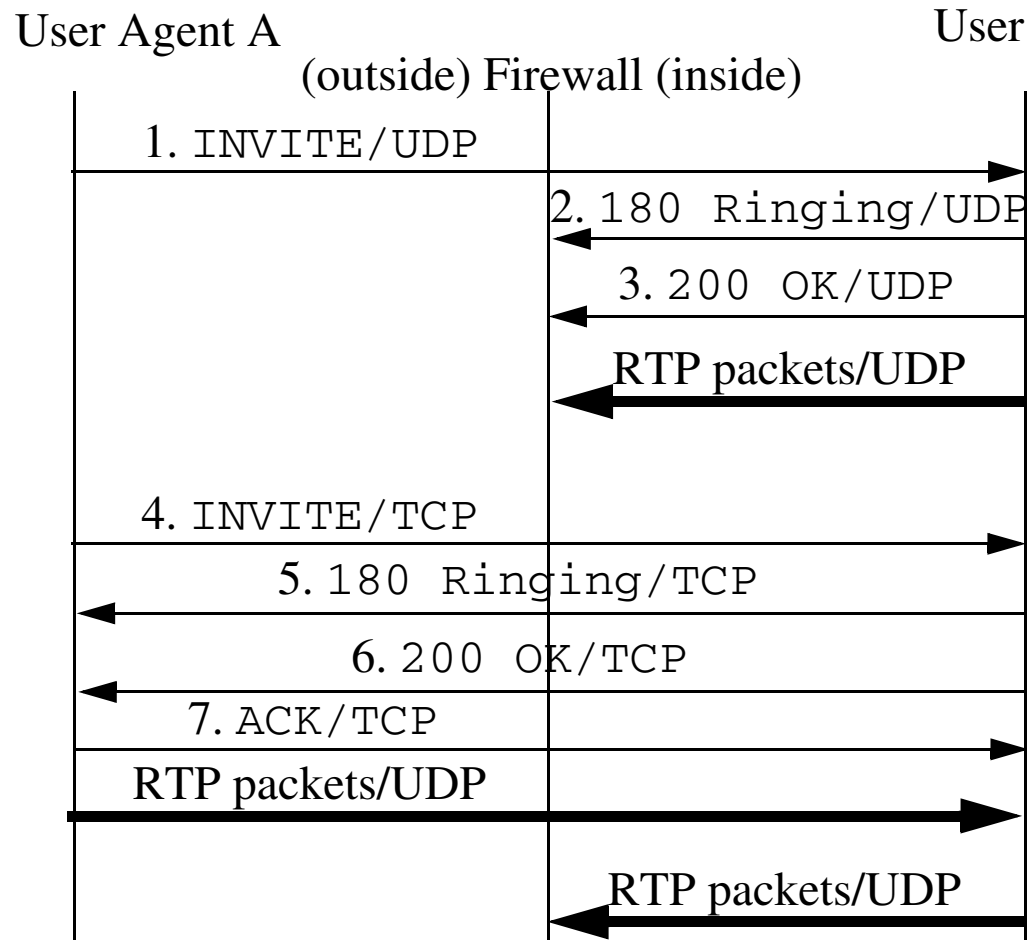 User Agent A
User
(outside) Firewall (inside)
1. INVITE/UDP
2. 180 Ringing/UDP
3. 200 OK/UDP
RTP packets/UDP
4. INVITE/TCP
5. 180 Ringing/TCP
6. 200 OK/TCP
7. ACK/TCP
RTP packets/UDP
RTP packets/UDP